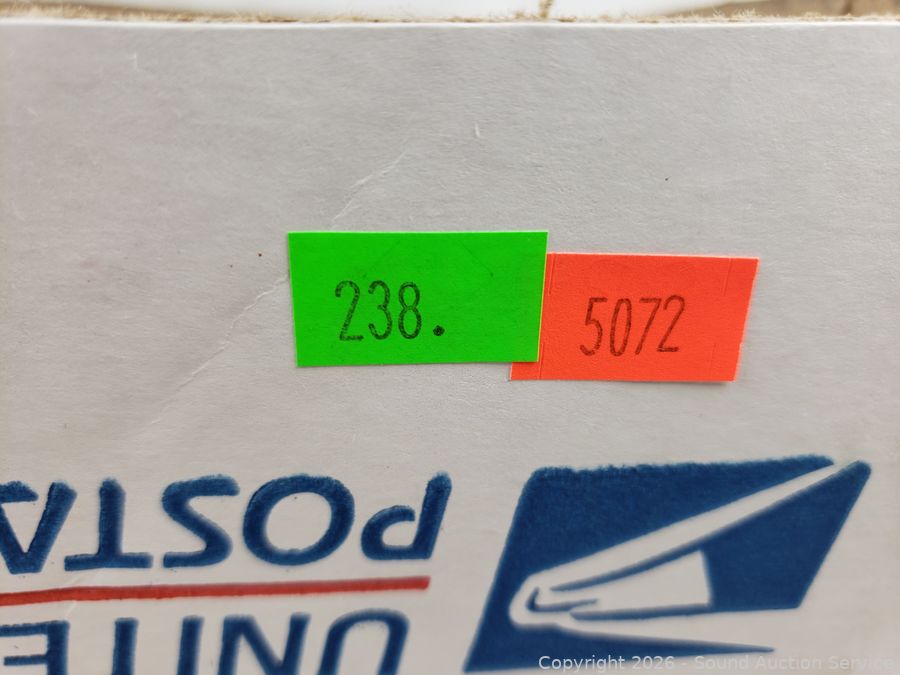 238.
5072
POSTA
UNITE
Copyright 2026 - Sound Auction Service